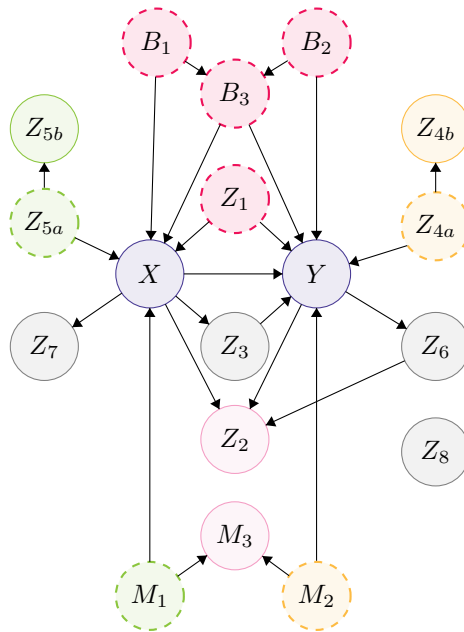 B₁ B₂
B₃
Z₅b Z₄b
Z₁
Z₅a Z₄a
X Y
Z₇ Z₃ Z₆
Z₂
Z₈
M₃
M₁ M₂